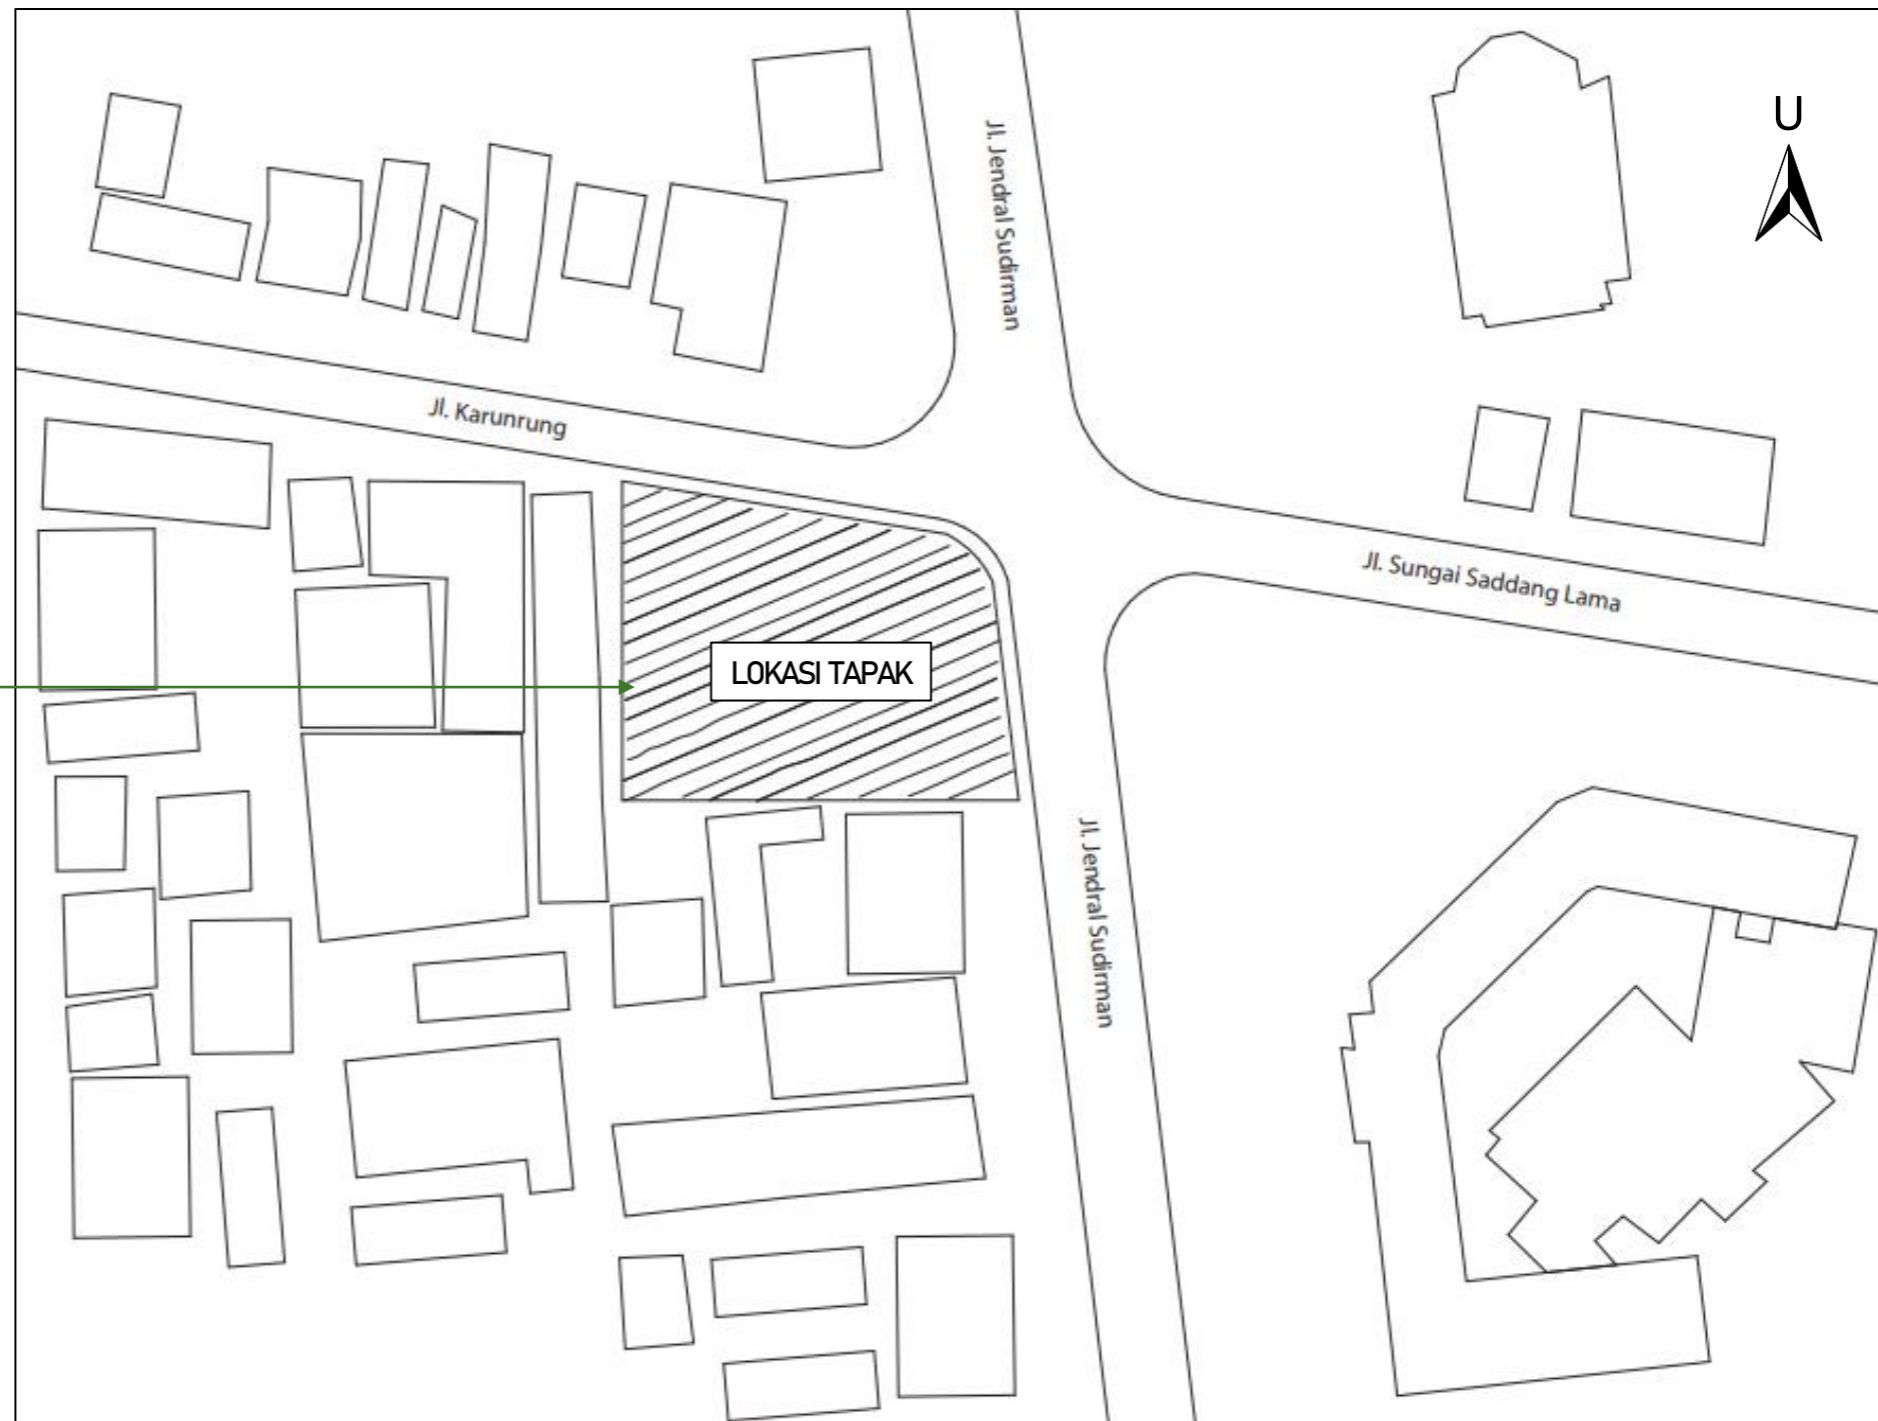 U
Jl. Jendral Sudirman
Jl. Karunrung
Jl. Sungai Saddang Lama
LOKASI TAPAK
Jl. Jendral Sudirman